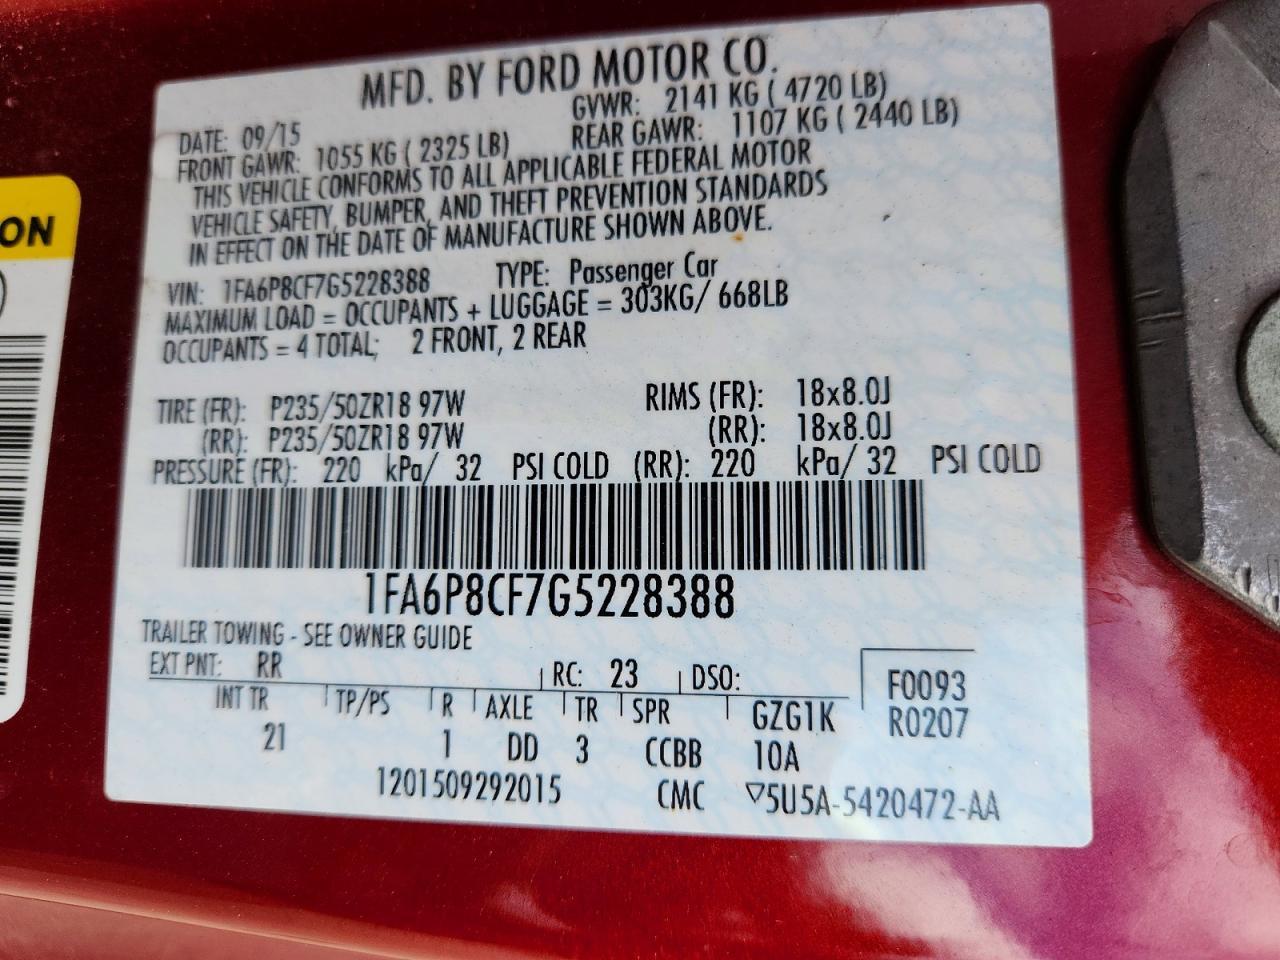 MFD. BY FORD MOTOR CO.
DATE: 09/15 GVWR: 2141 KG ( 4720 LB)
FRONT GAWR: 1055 KG ( 2325 LB) REAR GAWR: 1107 KG ( 2440 LB)
THIS VEHICLE CONFORMS TO ALL APPLICABLE FEDERAL MOTOR
VEHICLE SAFETY, BUMPER, AND THEFT PREVENTION STANDARDS
IN EFFECT ON THE DATE OF MANUFACTURE SHOWN ABOVE.
VIN: 1FA6P8CF7G5228388 TYPE: Passenger Car
MAXIMUM LOAD = OCCUPANTS + LUGGAGE = 303KG/ 668LB
OCCUPANTS = 4 TOTAL; 2 FRONT, 2 REAR
TIRE (FR): P235/50ZR18 97W RIMS (FR): 18x8.0J
(RR): P235/50ZR18 97W (RR): 18x8.0J
PRESSURE (FR): 220 kPa/ 32 PSI COLD (RR): 220 kPa/ 32 PSI COLD
1FA6P8CF7G5228388
TRAILER TOWING - SEE OWNER GUIDE
EXT PNT: RR RC: 23 DSO: F0093
INT TR TP/PS R AXLE TR SPR GZG1K R0207
21 1 DD 3 CCBB 10A
1201509292015 CMC ▽5U5A-5420472-AA
ON